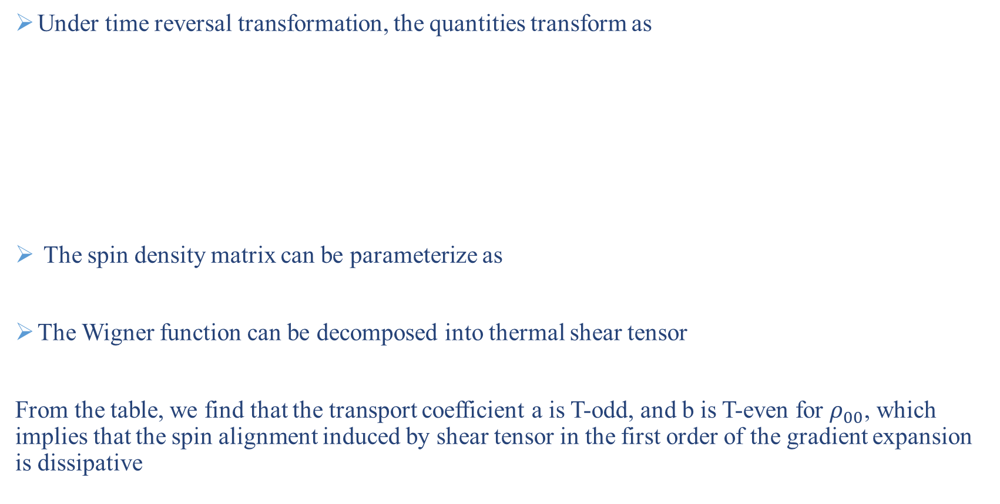 ➢ Under time reversal transformation, the quantities transform as
➢ The spin density matrix can be parameterize as
➢ The Wigner function can be decomposed into thermal shear tensor
From the table, we find that the transport coefficient a is T-odd, and b is T-even for ρ₀₀, which
implies that the spin alignment induced by shear tensor in the first order of the gradient expansion
is dissipative